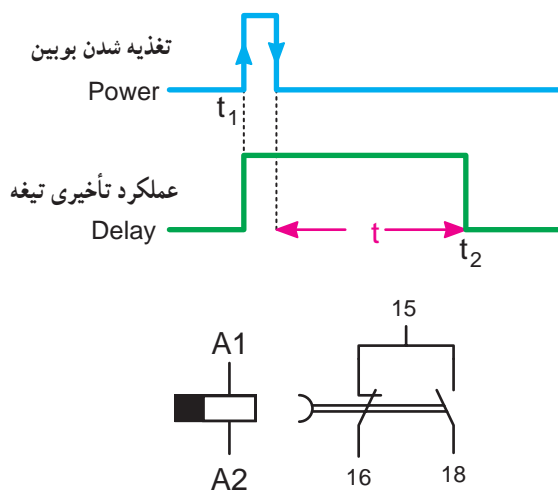 تغذیه شدن بوبین
Power
t1
عملکرد تأخیری تیغه
Delay
t
t2
15
A1
A2
16
18